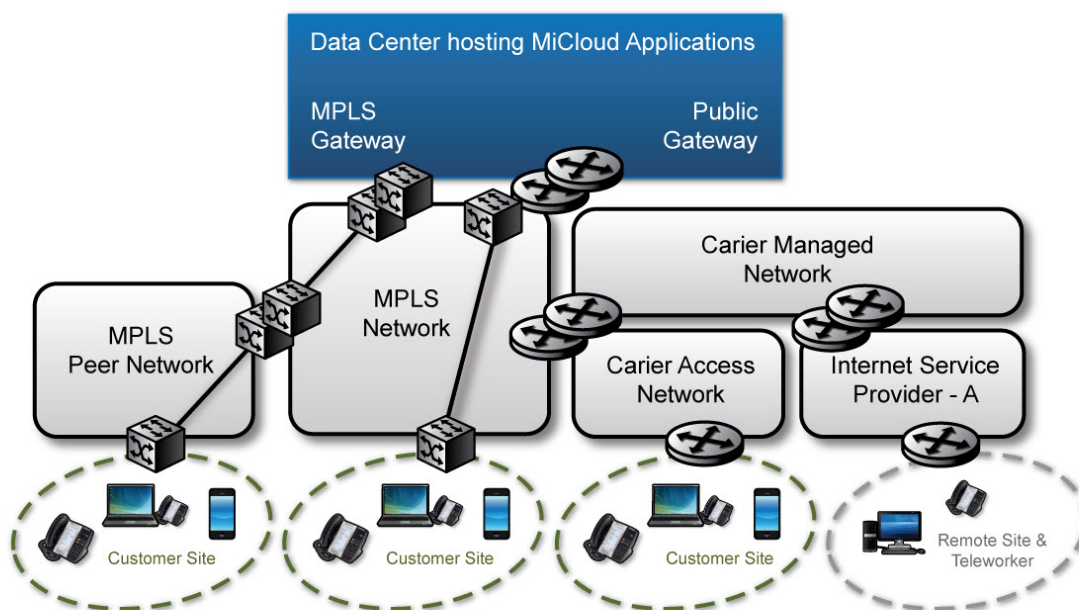 Data Center hosting MiCloud Applications
MPLS
Gateway
Public
Gateway
Carier Managed
Network
MPLS
Network
MPLS
Peer Network
Carier Access
Network
Internet Service
Provider - A
Customer Site
Customer Site
Customer Site
Remote Site &
Teleworker